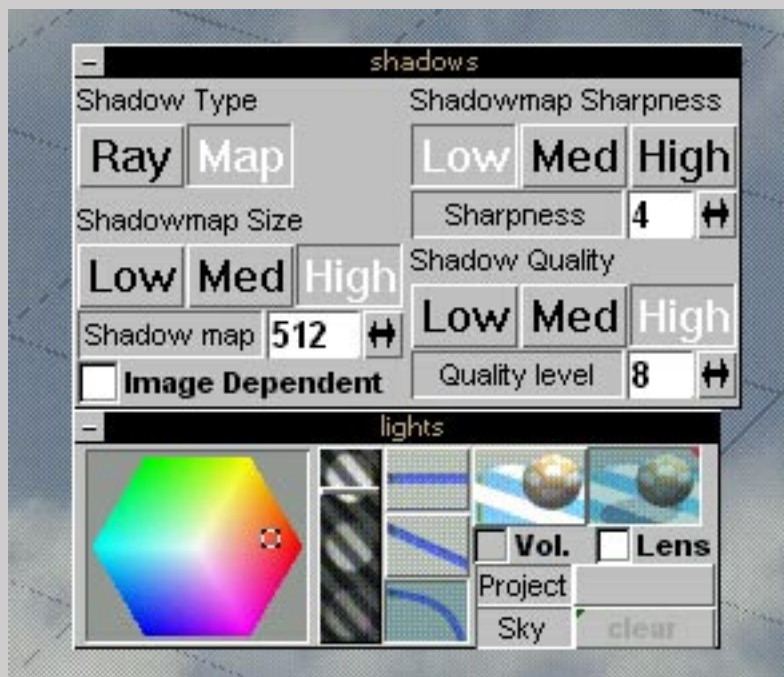 shadows
Shadow Type
Ray Map
Shadowmap Size
Low Med High
Shadow map 512
Image Dependent
Shadowmap Sharpness
Low Med High
Sharpness 4
Shadow Quality
Low Med High
Quality level 8
lights
Vol. Lens
Project
Sky clear